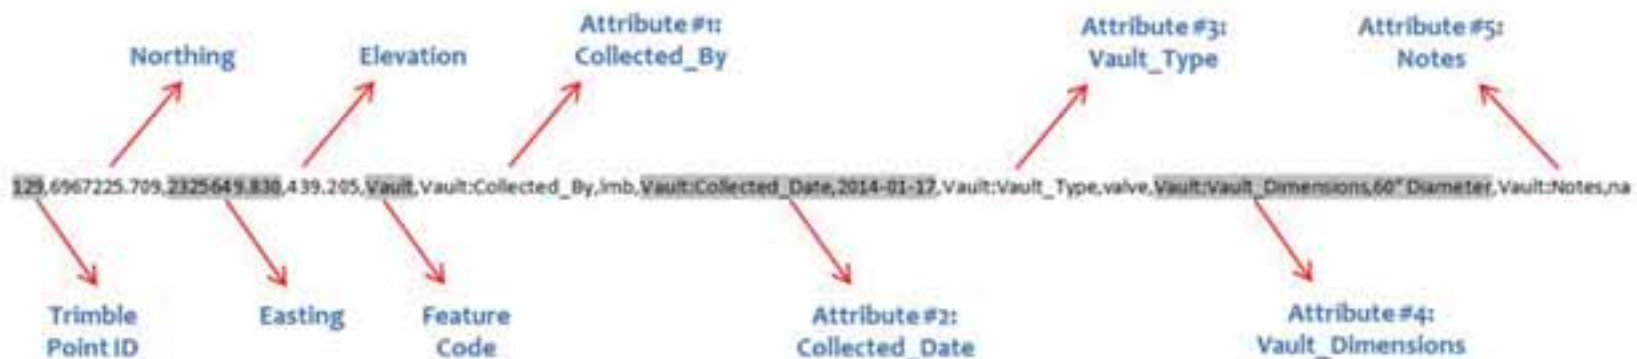 Attribute #1:
Collected_By
Attribute #3:
Vault_Type
Attribute #5:
Notes
Northing
Elevation
129,6967225.709,2325649.830,439.205,Vault,Vault:Collected_By,lmb,Vault:Collected_Date,2014-01-17,Vault:Vault_Type,valve,Vault:Vault_Dimensions,60" Diameter,Vault:Notes,na
Trimble
Point ID
Easting
Feature
Code
Attribute #2:
Collected_Date
Attribute #4:
Vault_Dimensions